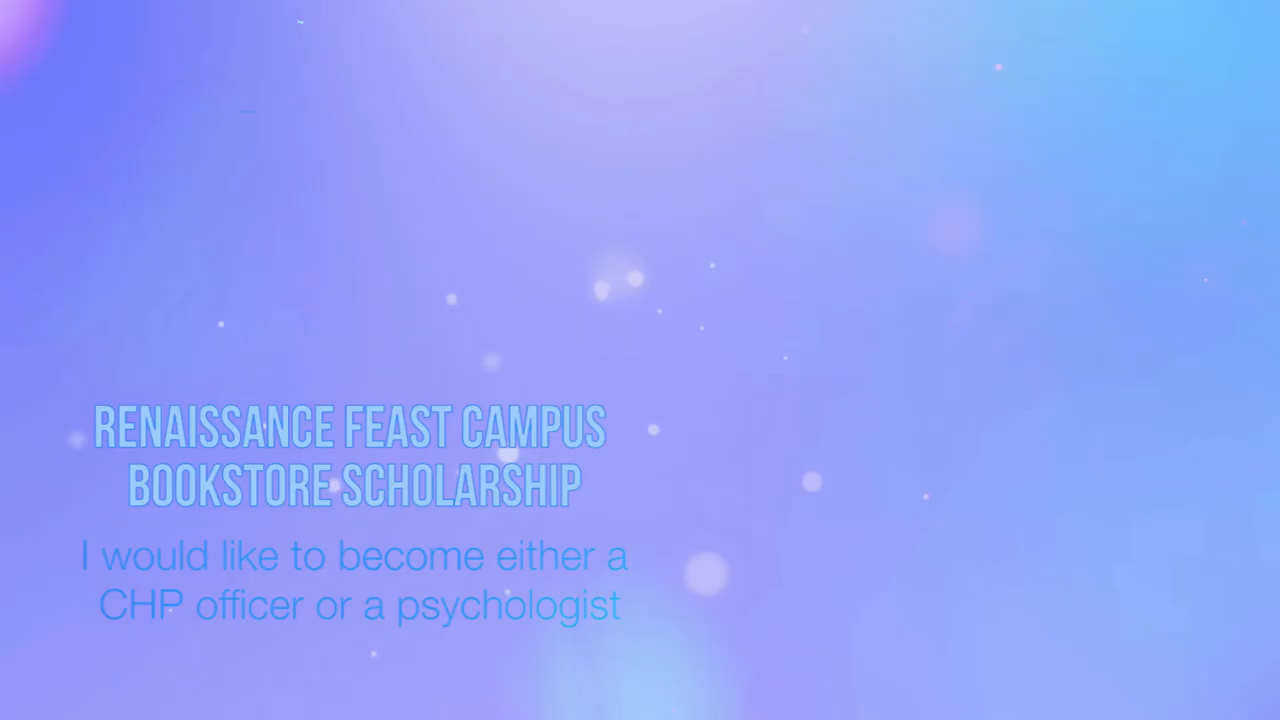 RENAISSANCE FEAST CAMPUS
BOOKSTORE SCHOLARSHIP
I would like to become either a
CHP officer or a psychologist